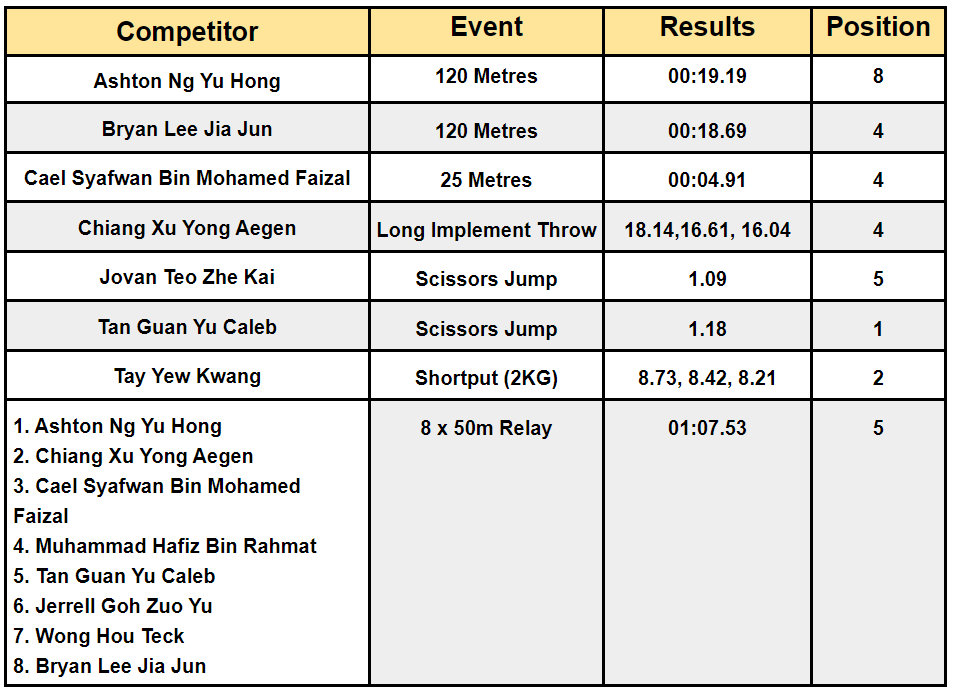 Competitor Event Results Position
Ashton Ng Yu Hong 120 Metres 00:19.19 8
Bryan Lee Jia Jun 120 Metres 00:18.69 4
Cael Syafwan Bin Mohamed Faizal 25 Metres 00:04.91 4
Chiang Xu Yong Aegen Long Implement Throw 18.14,16.61, 16.04 4
Jovan Teo Zhe Kai Scissors Jump 1.09 5
Tan Guan Yu Caleb Scissors Jump 1.18 1
Tay Yew Kwang Shortput (2KG) 8.73, 8.42, 8.21 2
1. Ashton Ng Yu Hong 8 x 50m Relay 01:07.53 5
2. Chiang Xu Yong Aegen
3. Cael Syafwan Bin Mohamed
Faizal
4. Muhammad Hafiz Bin Rahmat
5. Tan Guan Yu Caleb
6. Jerrell Goh Zuo Yu
7. Wong Hou Teck
8. Bryan Lee Jia Jun